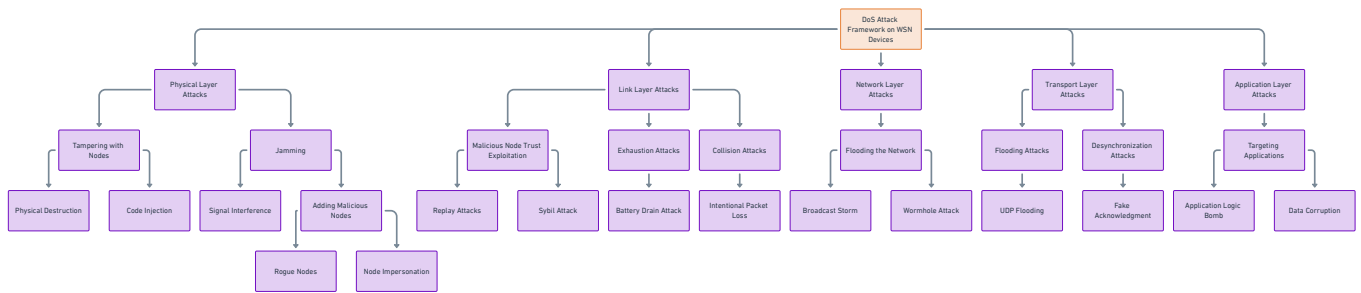 DoS Attack
Framework on WSN
Devices
Physical Layer
Attacks
Link Layer Attacks
Network Layer
Attacks
Transport Layer
Attacks
Application Layer
Attacks
Tampering with
Nodes
Jamming
Malicious Node Trust
Exploitation
Exhaustion Attacks
Collision Attacks
Flooding the Network
Flooding Attacks
Desynchronization
Attacks
Targeting
Applications
Physical Destruction
Code Injection
Signal Interference
Adding Malicious
Nodes
Replay Attacks
Sybil Attack
Battery Drain Attack
Intentional Packet
Loss
Broadcast Storm
Wormhole Attack
UDP Flooding
Fake
Acknowledgment
Application Logic
Bomb
Data Corruption
Rogue Nodes
Node Impersonation